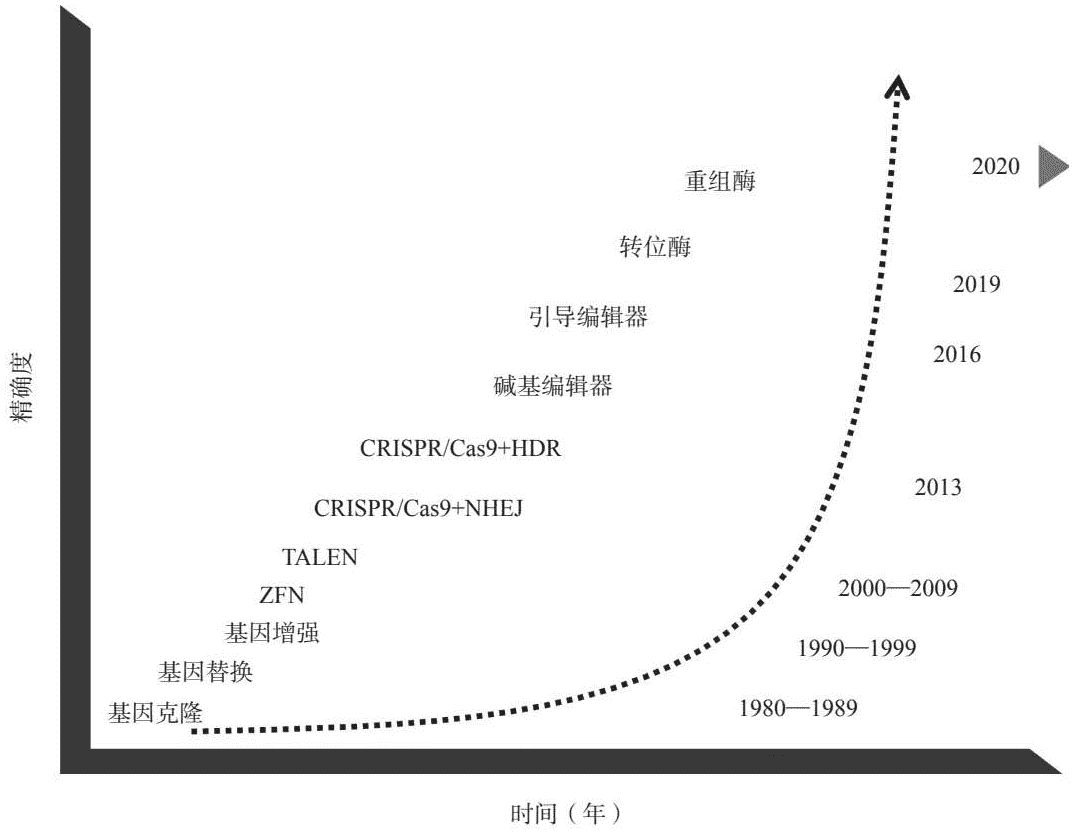 重组酶
2020
转位酶
2019
引导编辑器
2016
碱基编辑器
精确度
CRISPR/Cas9+HDR
2013
CRISPR/Cas9+NHEJ
TALEN
2000—2009
ZFN
基因增强
1990—1999
基因替换
1980—1989
基因克隆
时间（年）